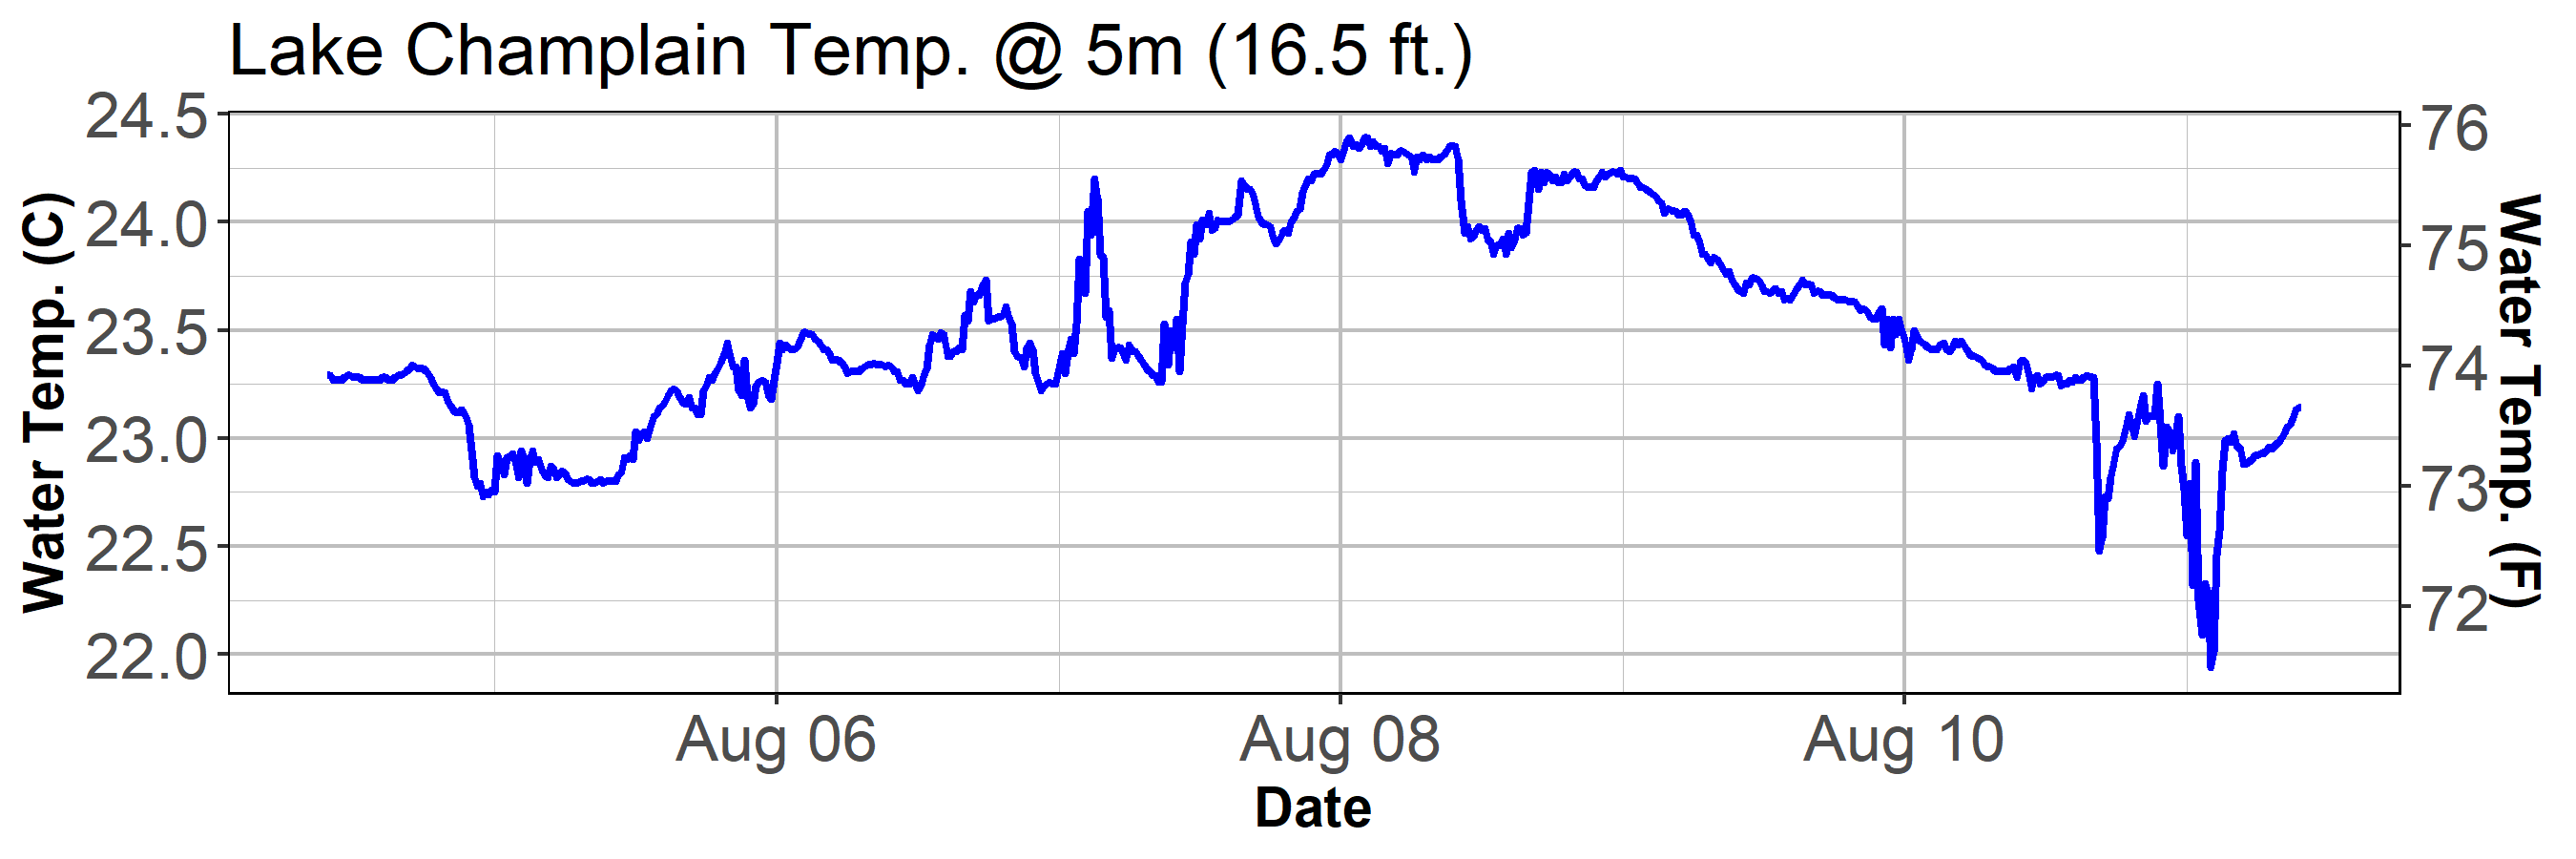 Lake Champlain Temp. @ 5m (16.5 ft.)
Water Temp. (C)
24.5
24.0
23.5
23.0
22.5
22.0
76
75
74
73
72
Water Temp. (F)
Aug 06 Aug 08 Aug 10
Date